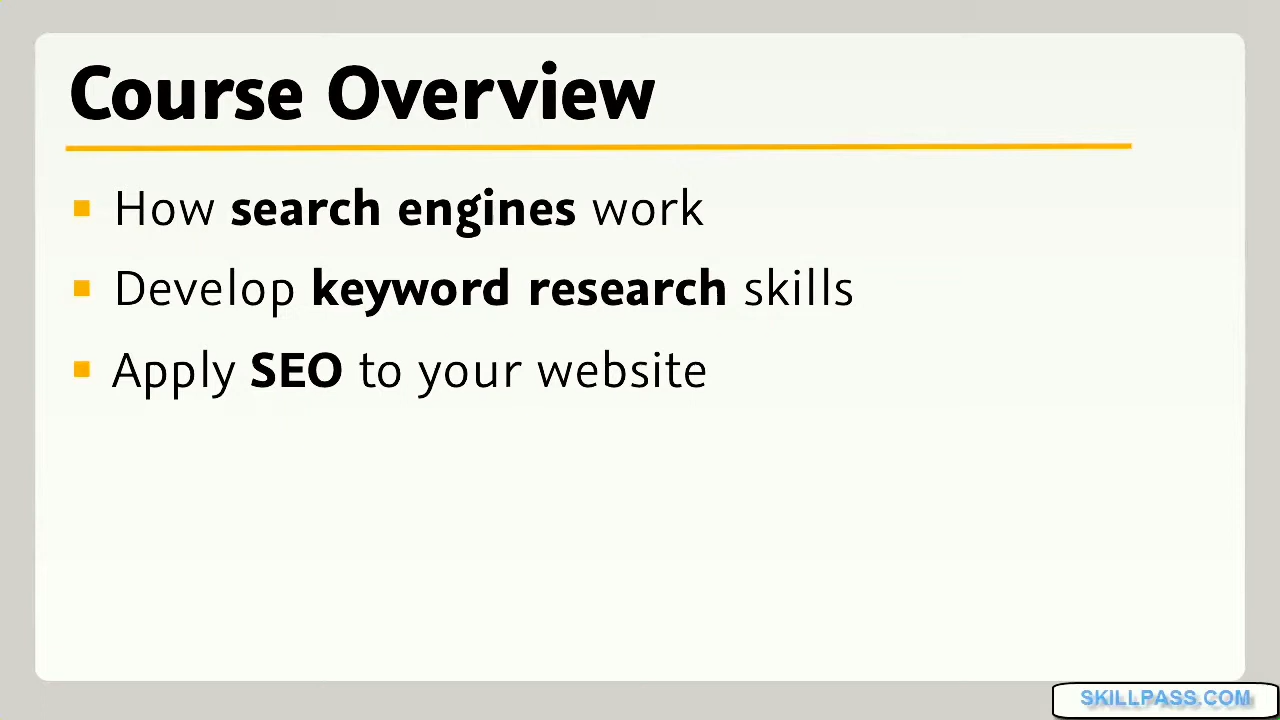 Course Overview
How search engines work
Develop keyword research skills
Apply SEO to your website
SKILLPASS.COM